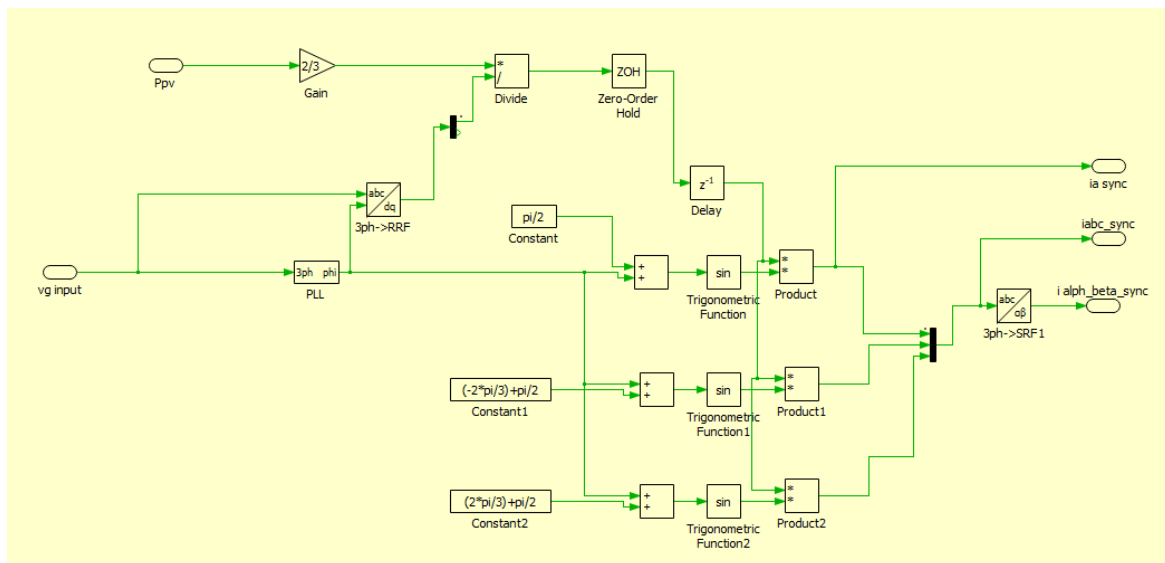 Ppv
2/3
Gain
*
/
Divide
ZOH
Zero-Order
Hold
abc
dq
3ph->RRF
z-1
Delay
ia sync
pi/2
Constant
iabc_sync
vg input
3ph phi
PLL
+
+
sin
Trigonometric
Function
*
*
Product
i alph_beta_sync
abc
αβ
3ph->SRF1
(-2*pi/3)+pi/2
Constant1
+
+
sin
Trigonometric
Function1
*
*
Product1
(2*pi/3)+pi/2
Constant2
+
+
sin
Trigonometric
Function2
*
*
Product2